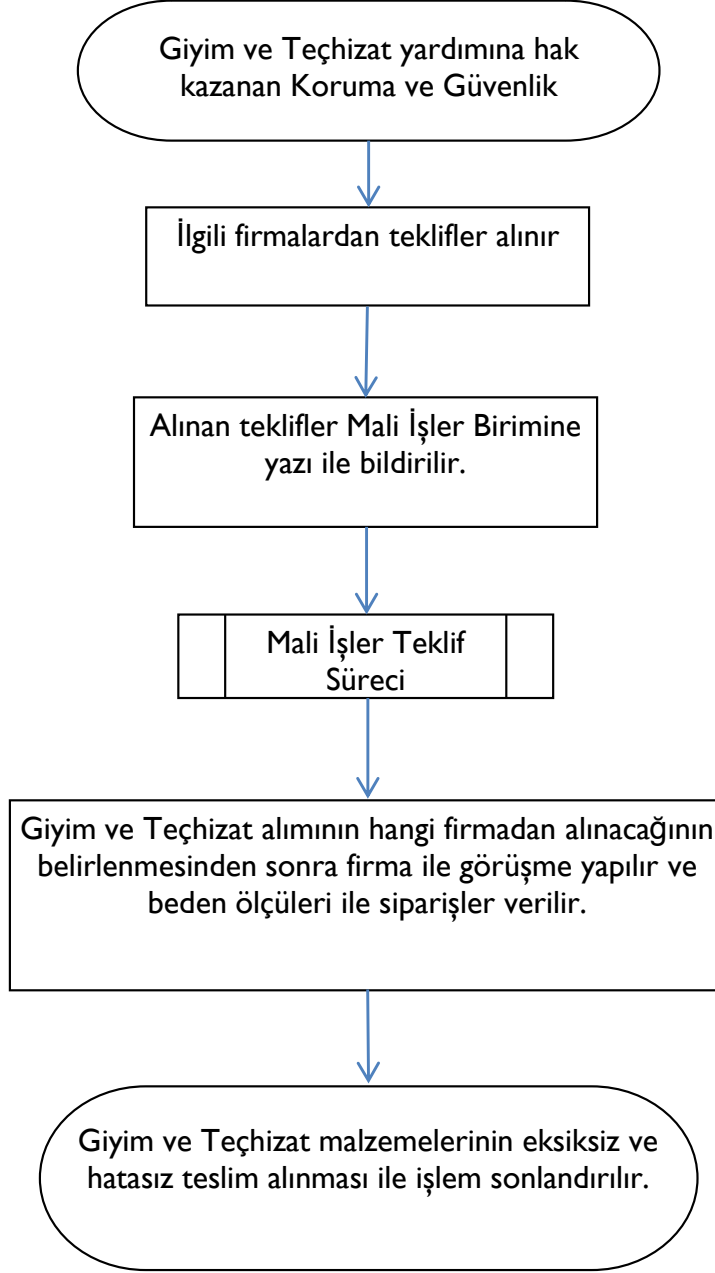 Giyim ve Teçhizat yardımına hak
kazanan Koruma ve Güvenlik
İlgili firmalardan teklifler alınır
Alınan teklifler Mali İşler Birimine
yazı ile bildirilir.
Mali İşler Teklif
Süreci
Giyim ve Teçhizat alımının hangi firmadan alınacağının
belirlenmesinden sonra firma ile görüşme yapılır ve
beden ölçüleri ile siparişler verilir.
Giyim ve Teçhizat malzemelerinin eksiksiz ve
hatasız teslim alınması ile işlem sonlandırılır.